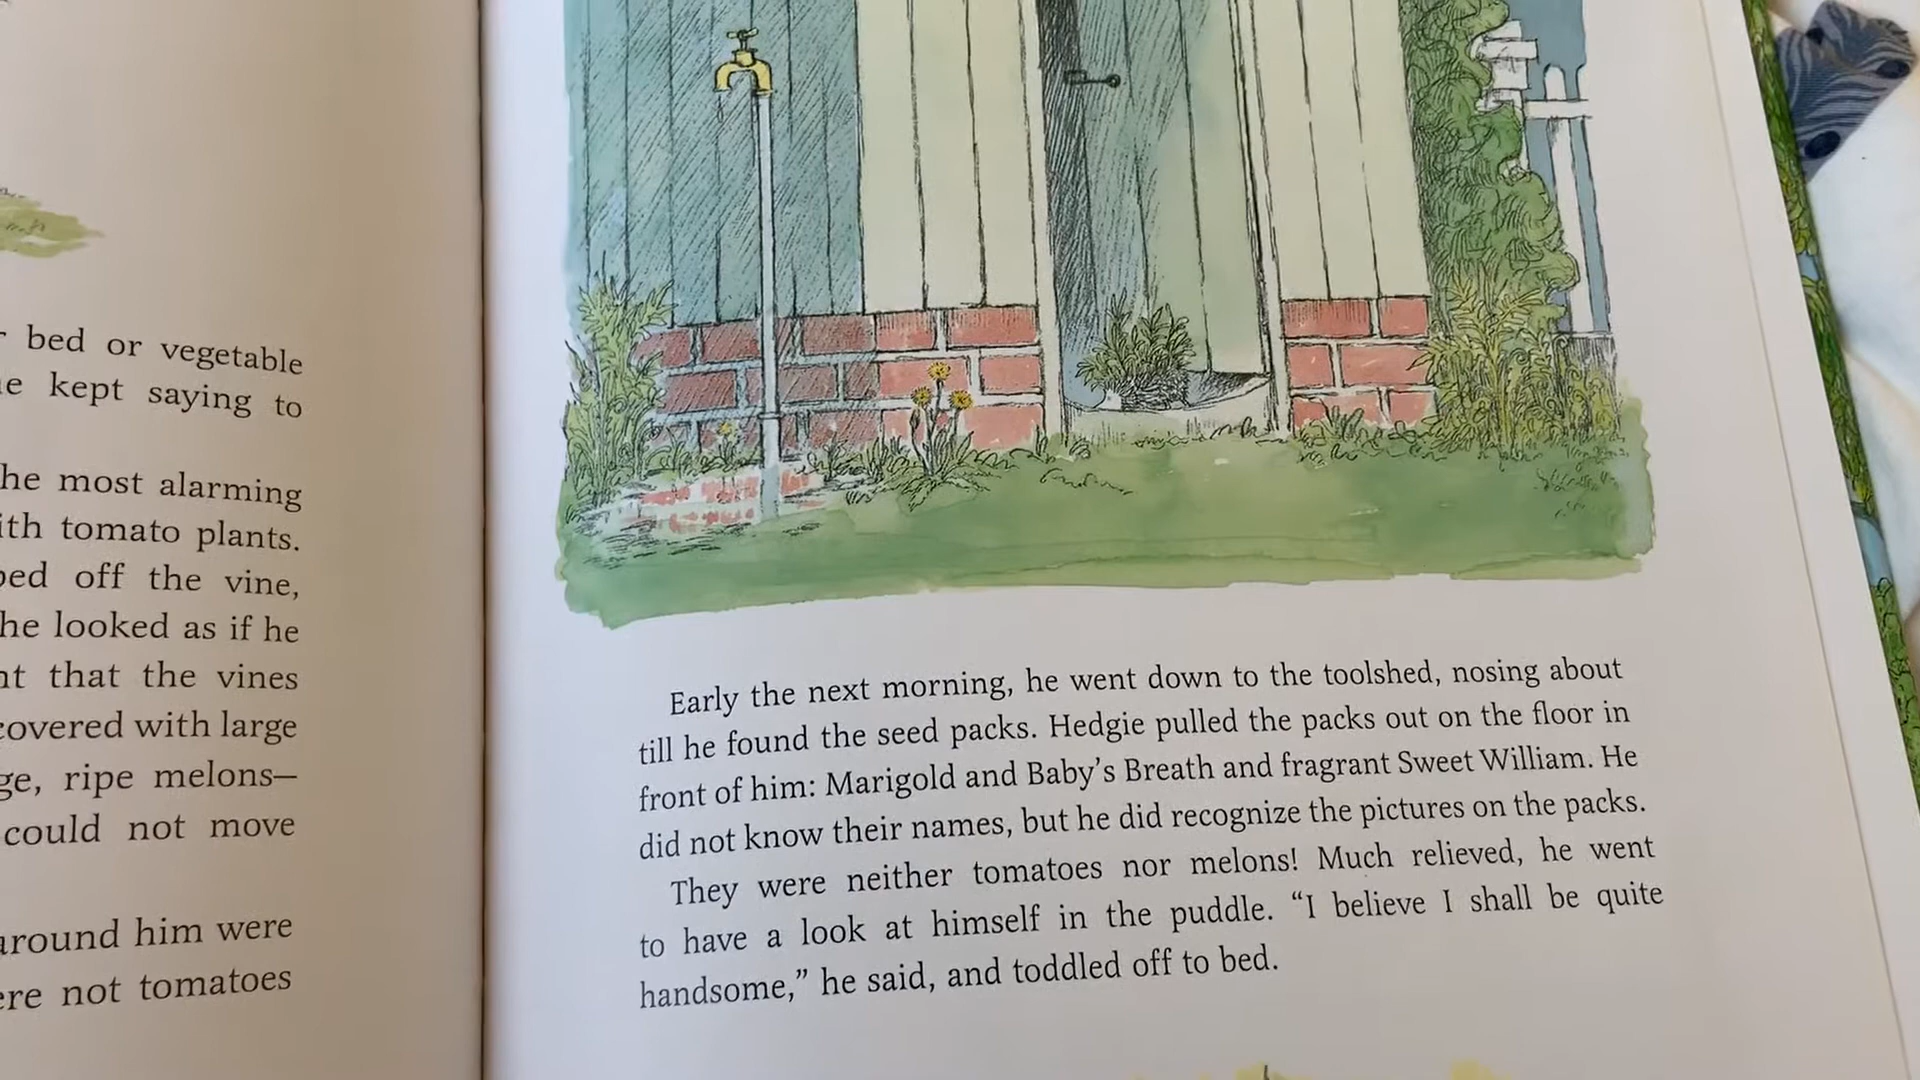 bed or vegetable
kept saying to
most alarming
tomato plants.
off the vine,
he looked as if he
that the vines
covered with large
ripe melons—
could not move
around him were
not tomatoes
Early the next morning, he went down to the toolshed, nosing about
till he found the seed packs. Hedgie pulled the packs out on the floor in
front of him: Marigold and Baby's Breath and fragrant Sweet William. He
did not know their names, but he did recognize the pictures on the packs.
They were neither tomatoes nor melons! Much relieved, he went
to have a look at himself in the puddle. “I believe I shall be quite
handsome,” he said, and toddled off to bed.